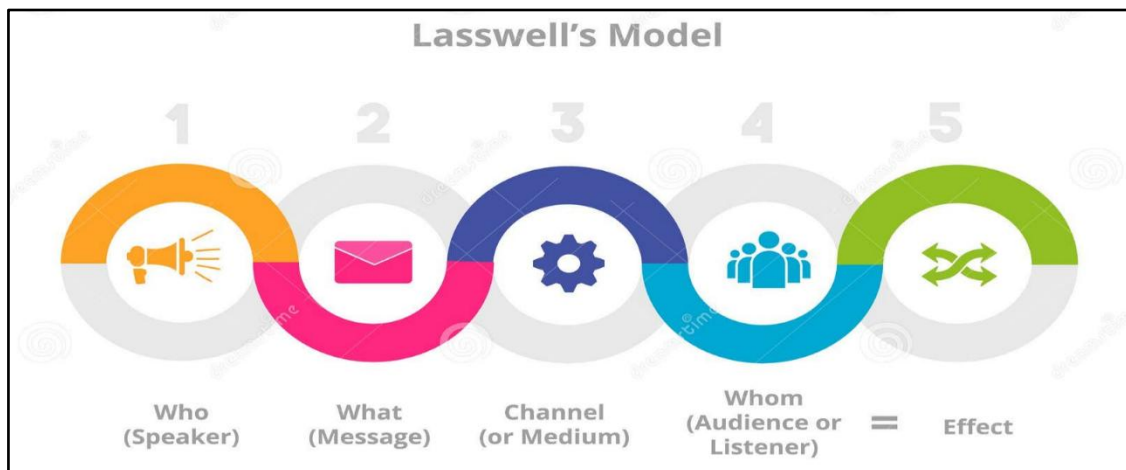 Lasswell's Model
1 2 3 4 5
Who
(Speaker)
What
(Message)
Channel
(or Medium)
Whom
(Audience or
Listener)
=
Effect
dreamstime